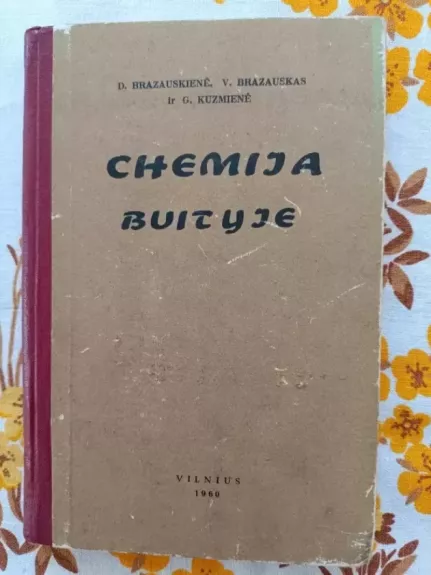 D. BRAZAUSKIENĖ, V. BRAZAUSKAS
ir G. KUZMIENĖ
CHEMIJA
BUITYJE
VILNIUS
1960